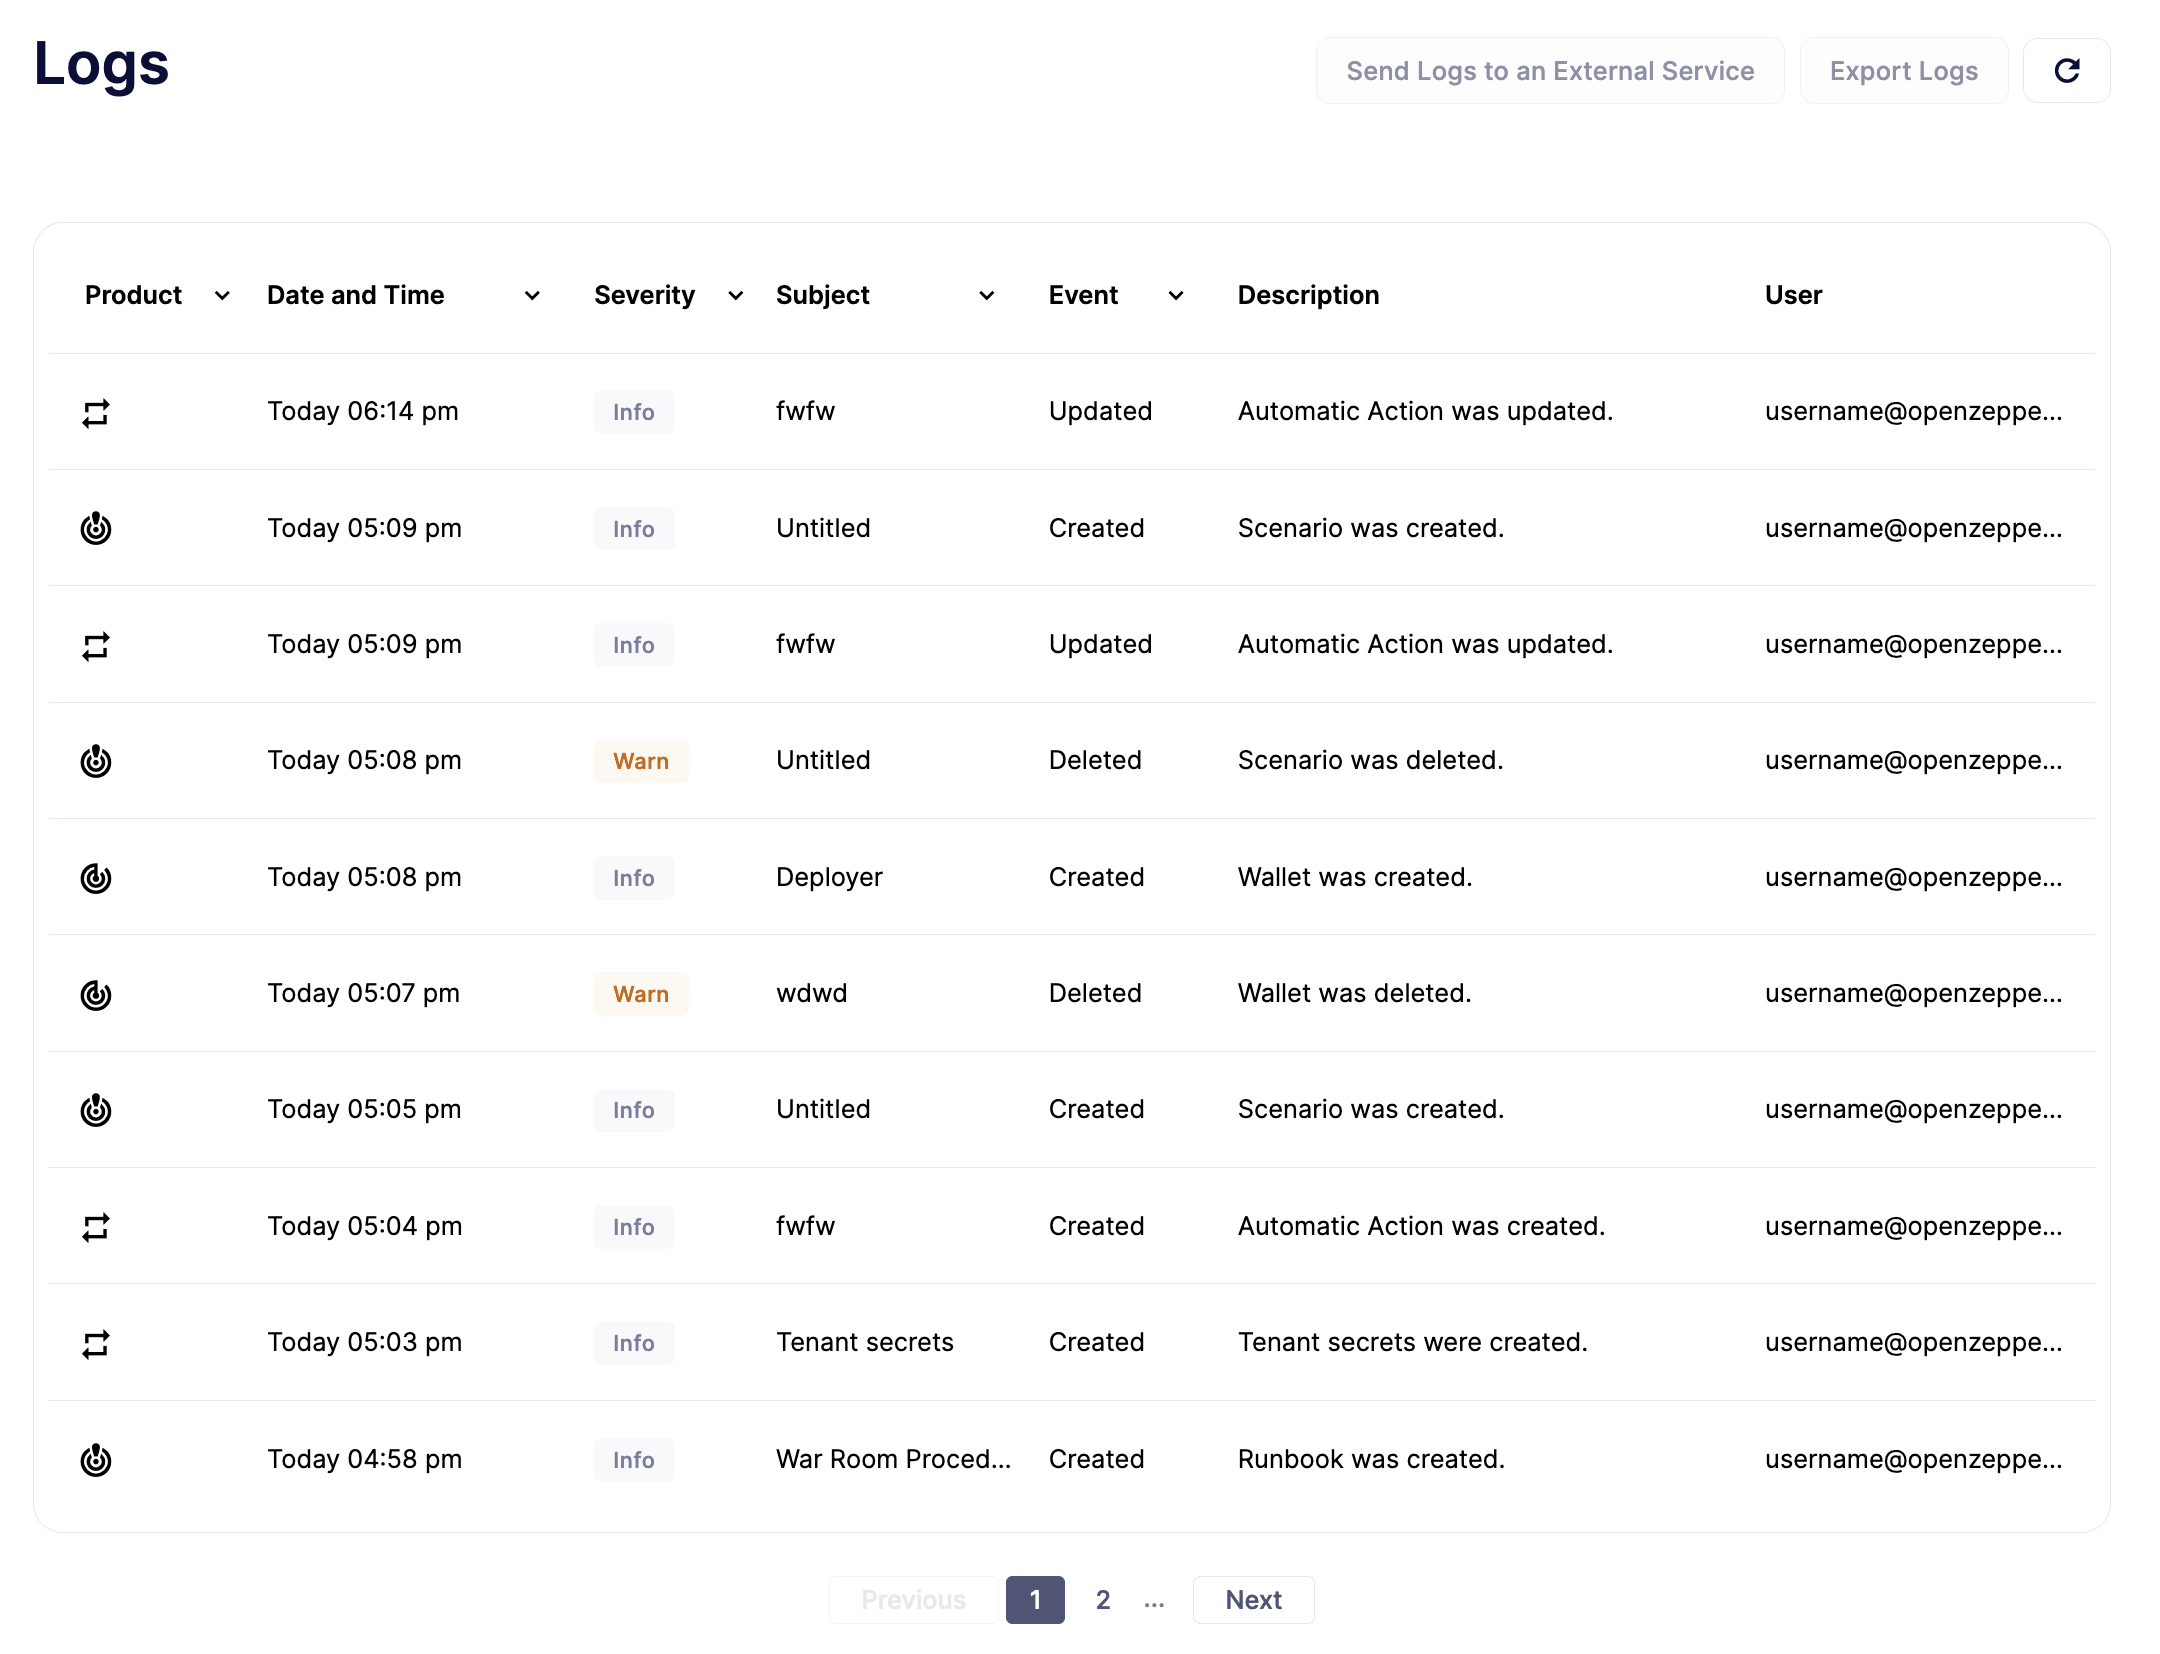 Logs
Send Logs to an External Service Export Logs
Product Date and Time Severity Subject Event Description User
Today 06:14 pm Info fwfw Updated Automatic Action was updated. username@openzeppe...
Today 05:09 pm Info Untitled Created Scenario was created. username@openzeppe...
Today 05:09 pm Info fwfw Updated Automatic Action was updated. username@openzeppe...
Today 05:08 pm Warn Untitled Deleted Scenario was deleted. username@openzeppe...
Today 05:08 pm Info Deployer Created Wallet was created. username@openzeppe...
Today 05:07 pm Warn wdwd Deleted Wallet was deleted. username@openzeppe...
Today 05:05 pm Info Untitled Created Scenario was created. username@openzeppe...
Today 05:04 pm Info fwfw Created Automatic Action was created. username@openzeppe...
Today 05:03 pm Info Tenant secrets Created Tenant secrets were created. username@openzeppe...
Today 04:58 pm Info War Room Proced... Created Runbook was created. username@openzeppe...
Previous 1 2 ... Next